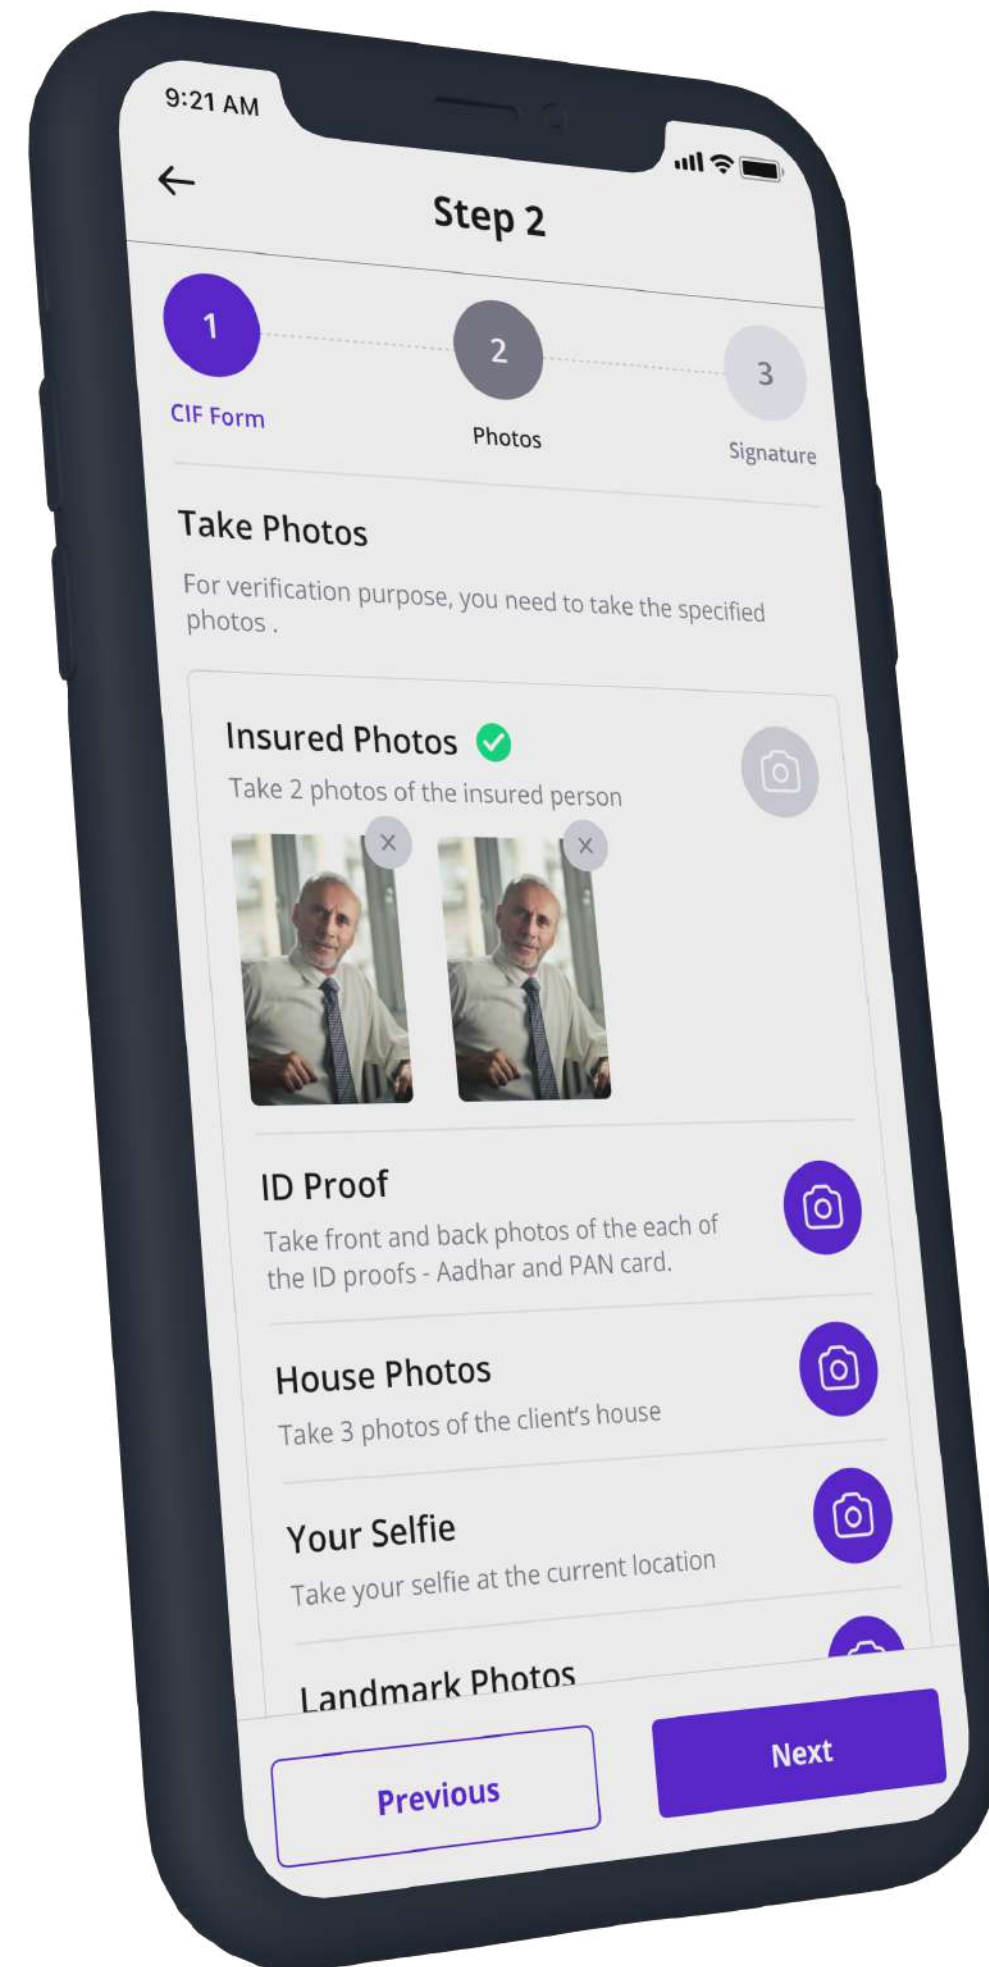 9:21 AM
Step 2
1
2
3
CIF Form
Photos
Signature
Take Photos
For verification purpose, you need to take the specified
photos .
Insured Photos
Take 2 photos of the insured person
ID Proof
Take front and back photos of the each of
the ID proofs - Aadhar and PAN card.
House Photos
Take 3 photos of the client's house
Your Selfie
Take your selfie at the current location
Landmark Photos
Previous
Next